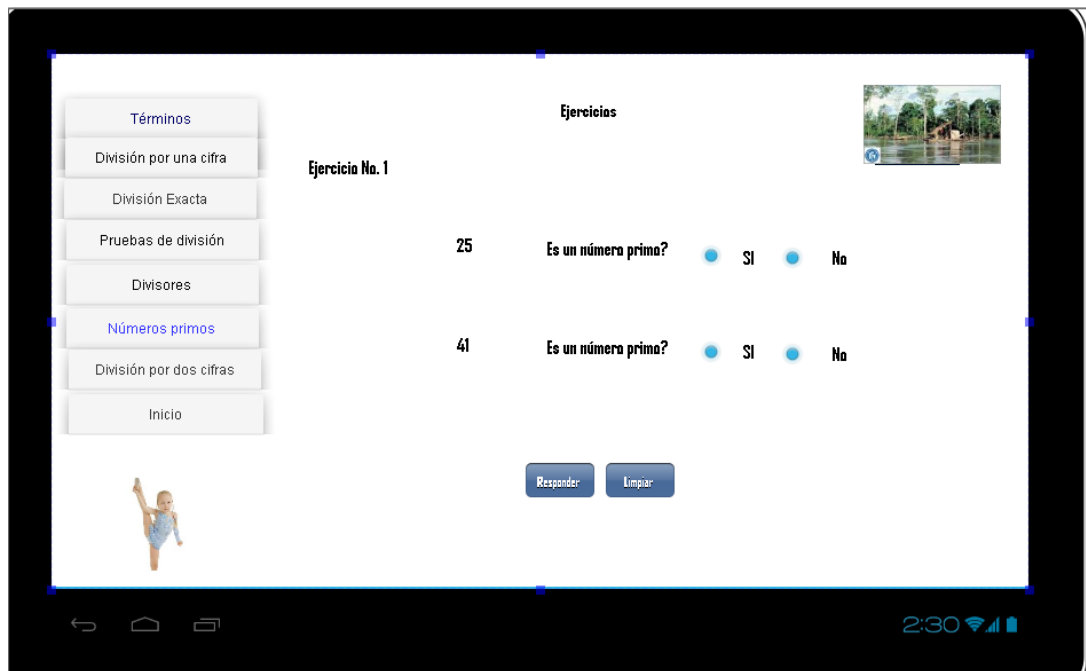 Términos
División por una cifra
División Exacta
Pruebas de división
Divisores
Números primos
División por dos cifras
Inicio
Ejercicios
Ejercicio No. 1
25 Es un número primo? SI No
41 Es un número primo? SI No
Responder Limpiar
2:30